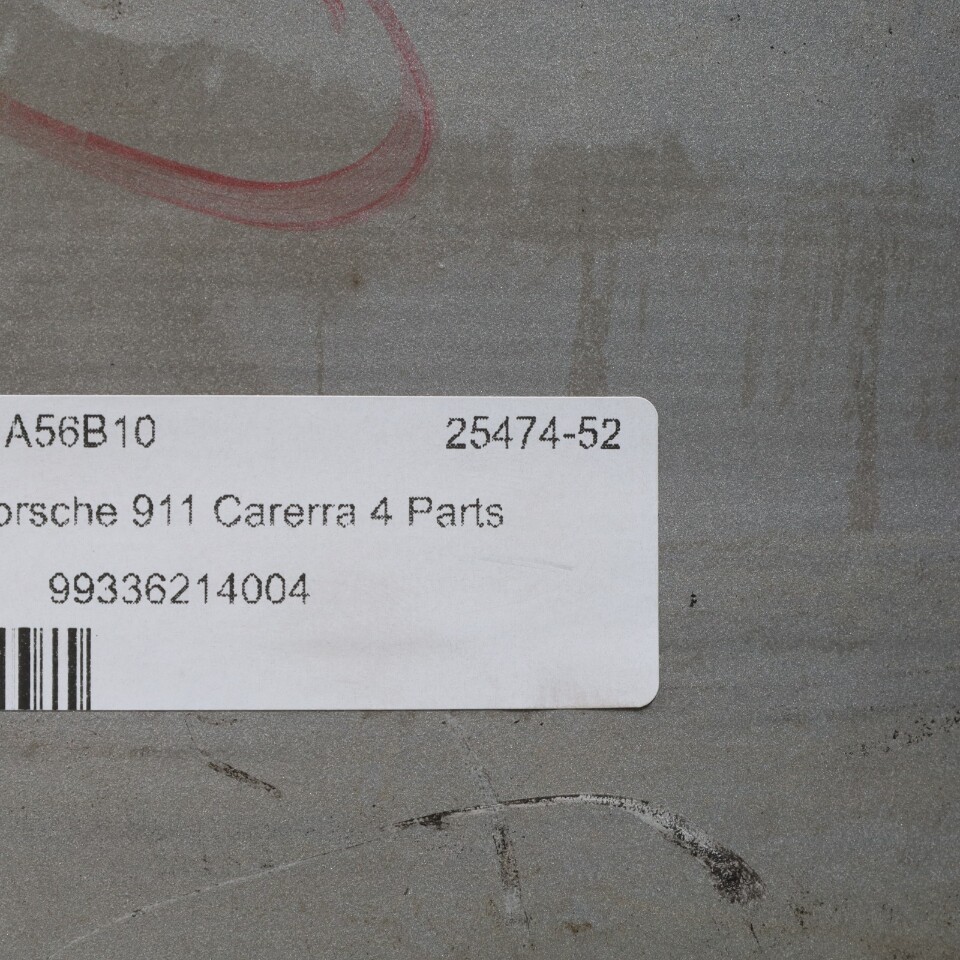 A56B10 25474-52
orsche 911 Carerra 4 Parts
99336214004